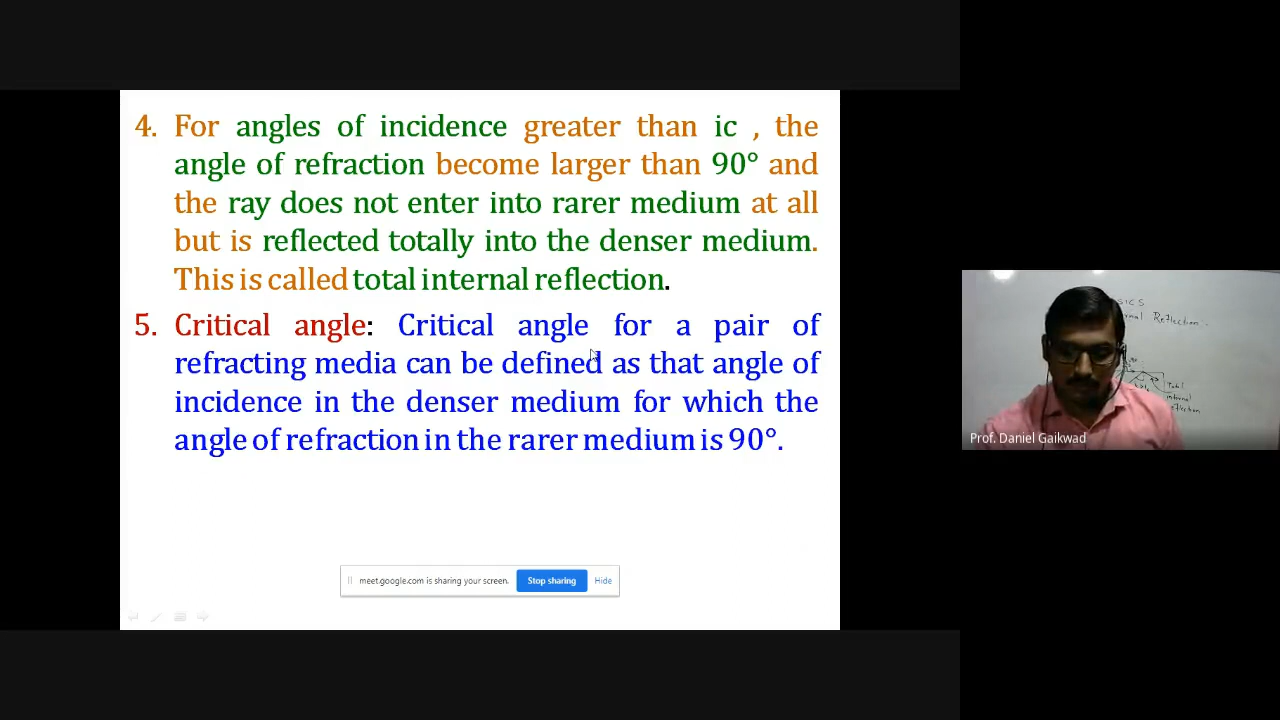 4. For angles of incidence greater than ic , the
angle of refraction become larger than 90° and
the ray does not enter into rarer medium at all
but is reflected totally into the denser medium.
This is called total internal reflection.
5. Critical angle: Critical angle for a pair of
refracting media can be defined as that angle of
incidence in the denser medium for which the
angle of refraction in the rarer medium is 90°.
meet.google.com is sharing your screen. Stop sharing Hide
Reflection
Total
internal
Prof. Daniel Gaikwad